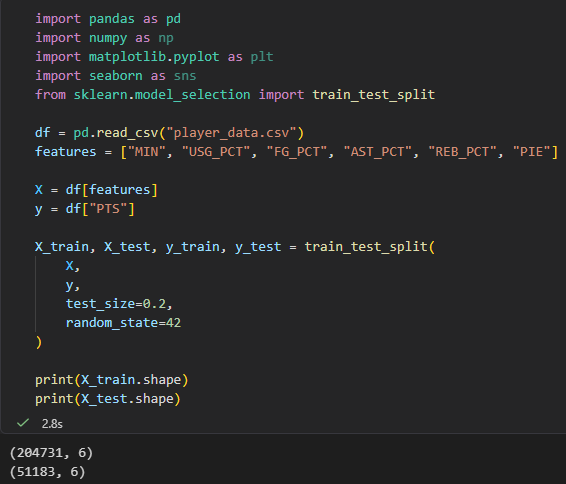 import pandas as pd
import numpy as np
import matplotlib.pyplot as plt
import seaborn as sns
from sklearn.model_selection import train_test_split

df = pd.read_csv("player_data.csv")
features = ["MIN", "USG_PCT", "FG_PCT", "AST_PCT", "REB_PCT", "PIE"]

X = df[features]
y = df["PTS"]

X_train, X_test, y_train, y_test = train_test_split(
    X,
    y,
    test_size=0.2,
    random_state=42
)

print(X_train.shape)
print(X_test.shape)
2.8s
(204731, 6)
(51183, 6)